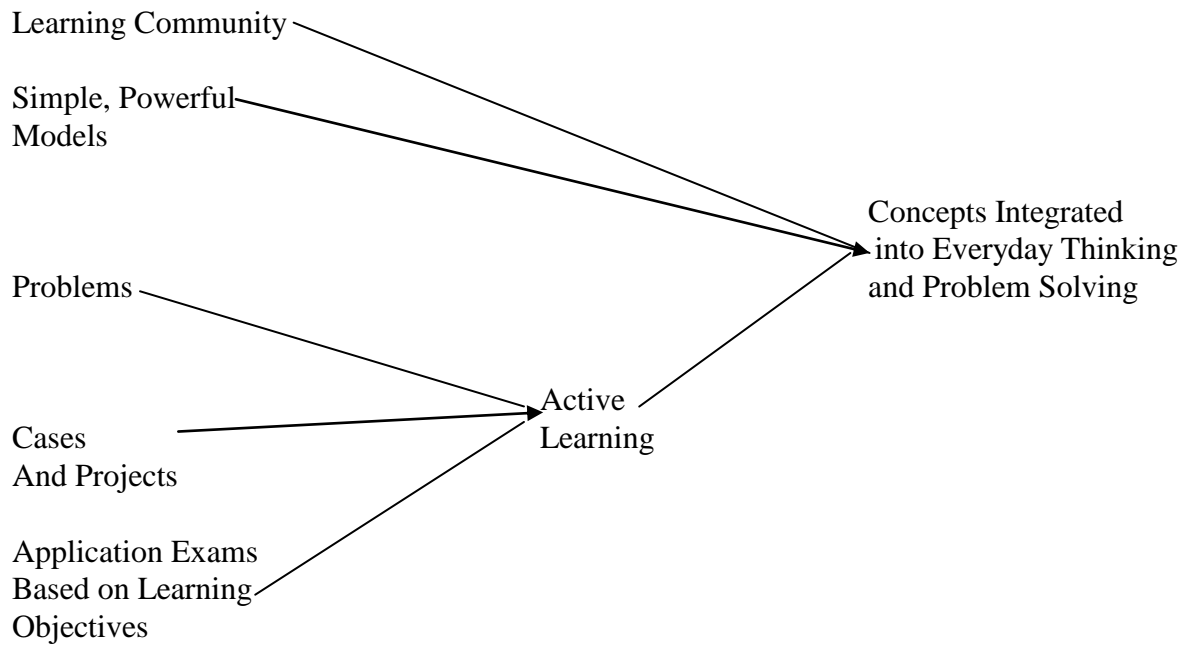 Learning Community
Simple, Powerful
Models
Concepts Integrated
into Everyday Thinking
and Problem Solving
Problems
Active
Learning
Cases
And Projects
Application Exams
Based on Learning
Objectives